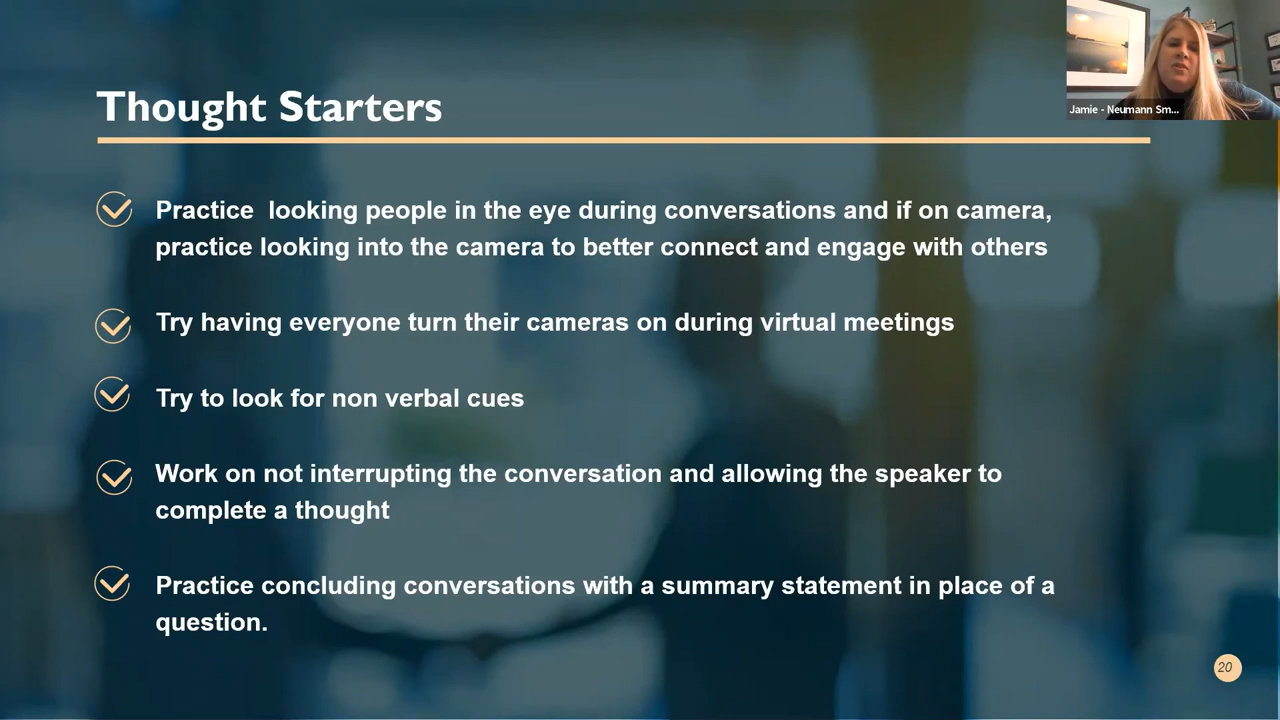 Jamie - Neumann Sm...
Thought Starters
Practice  looking people in the eye during conversations and if on camera,
practice looking into the camera to better connect and engage with others
Try having everyone turn their cameras on during virtual meetings
Try to look for non verbal cues
Work on not interrupting the conversation and allowing the speaker to
complete a thought
Practice concluding conversations with a summary statement in place of a
question.
20